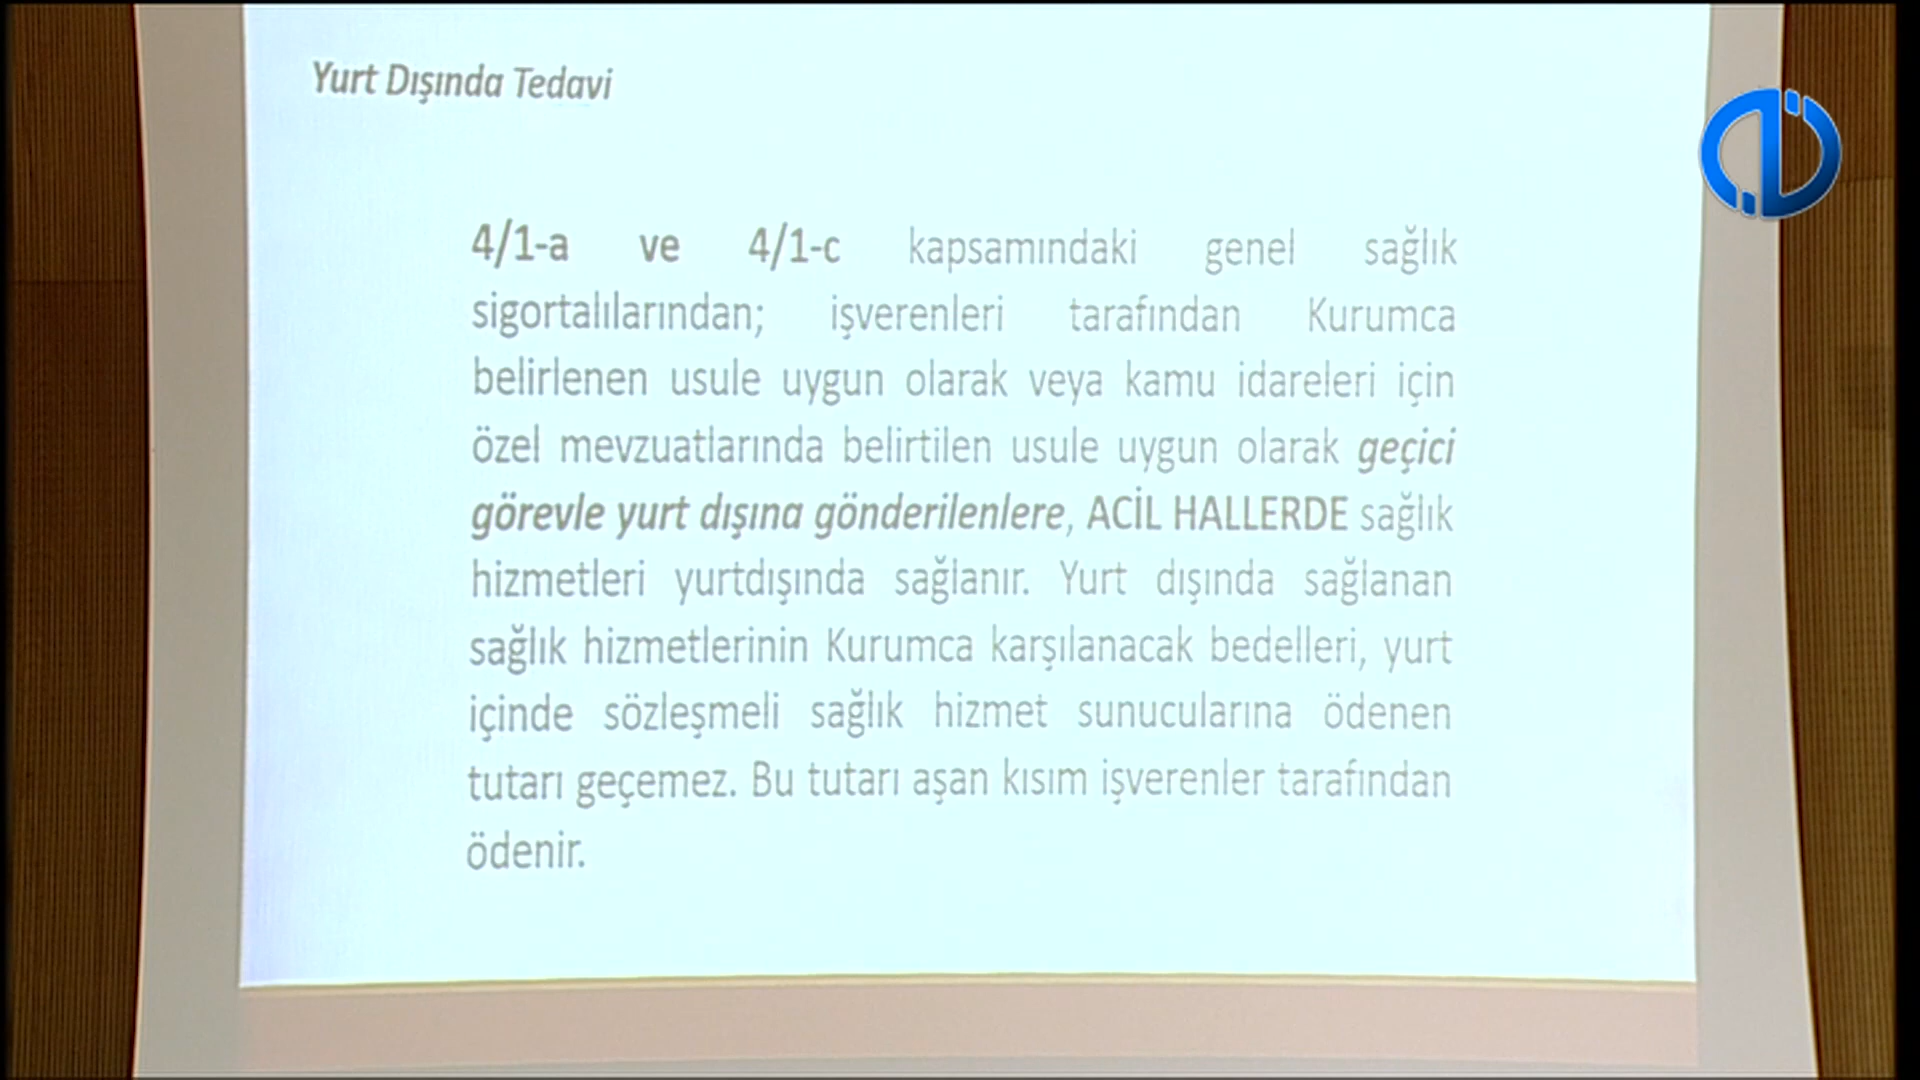 Yurt Dışında Tedavi
4/1-a ve 4/1-c kapsamındaki genel sağlık
sigortalılarından; işverenleri tarafından Kurumca
belirlenen usule uygun olarak veya kamu idareleri için
özel mevzuatlarında belirtilen usule uygun olarak geçici
görevle yurt dışına gönderilenlere, ACİL HALLERDE sağlık
hizmetleri yurtdışında sağlanır. Yurt dışında sağlanan
sağlık hizmetlerinin Kurumca karşılanacak bedelleri, yurt
içinde sözleşmeli sağlık hizmet sunucularına ödenen
tutarı geçemez. Bu tutarı aşan kısım işverenler tarafından
ödenir.